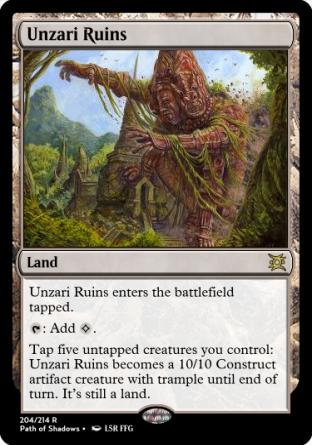 Unzari Ruins
Land
Unzari Ruins enters the battlefield
tapped.
: Add .
Tap five untapped creatures you control:
Unzari Ruins becomes a 10/10 Construct
artifact creature with trample until end of
turn. It's still a land.
204/214 R
Path of Shadows • LSR FFG